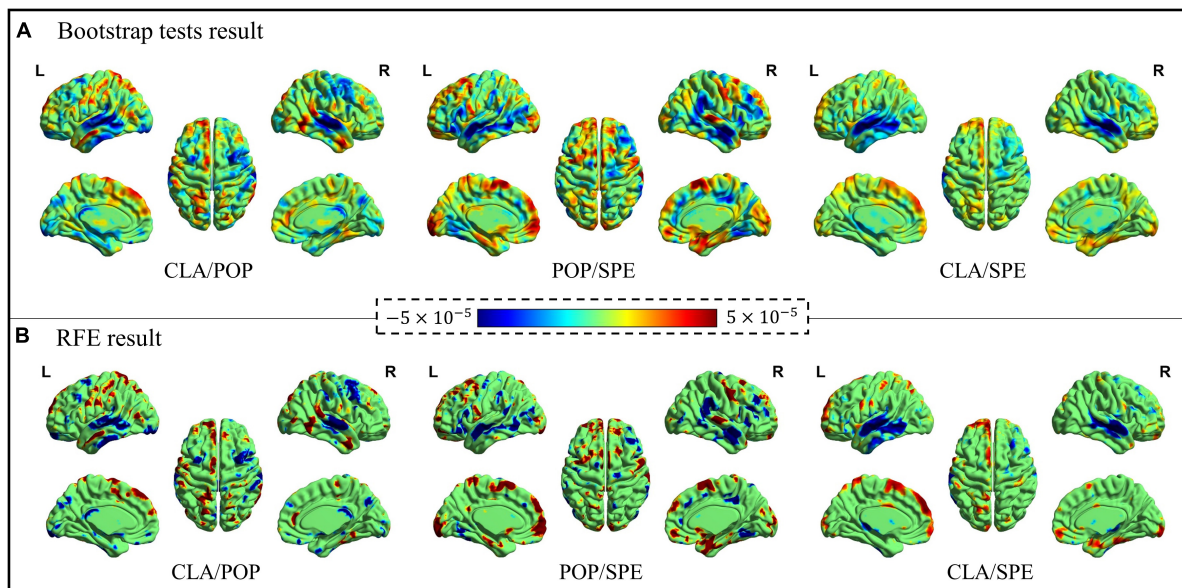 A Bootstrap tests result
L R L R L R
CLA/POP POP/SPE CLA/SPE
−5 × 10⁻⁵ 5 × 10⁻⁵
B RFE result
L R L R L R
CLA/POP POP/SPE CLA/SPE